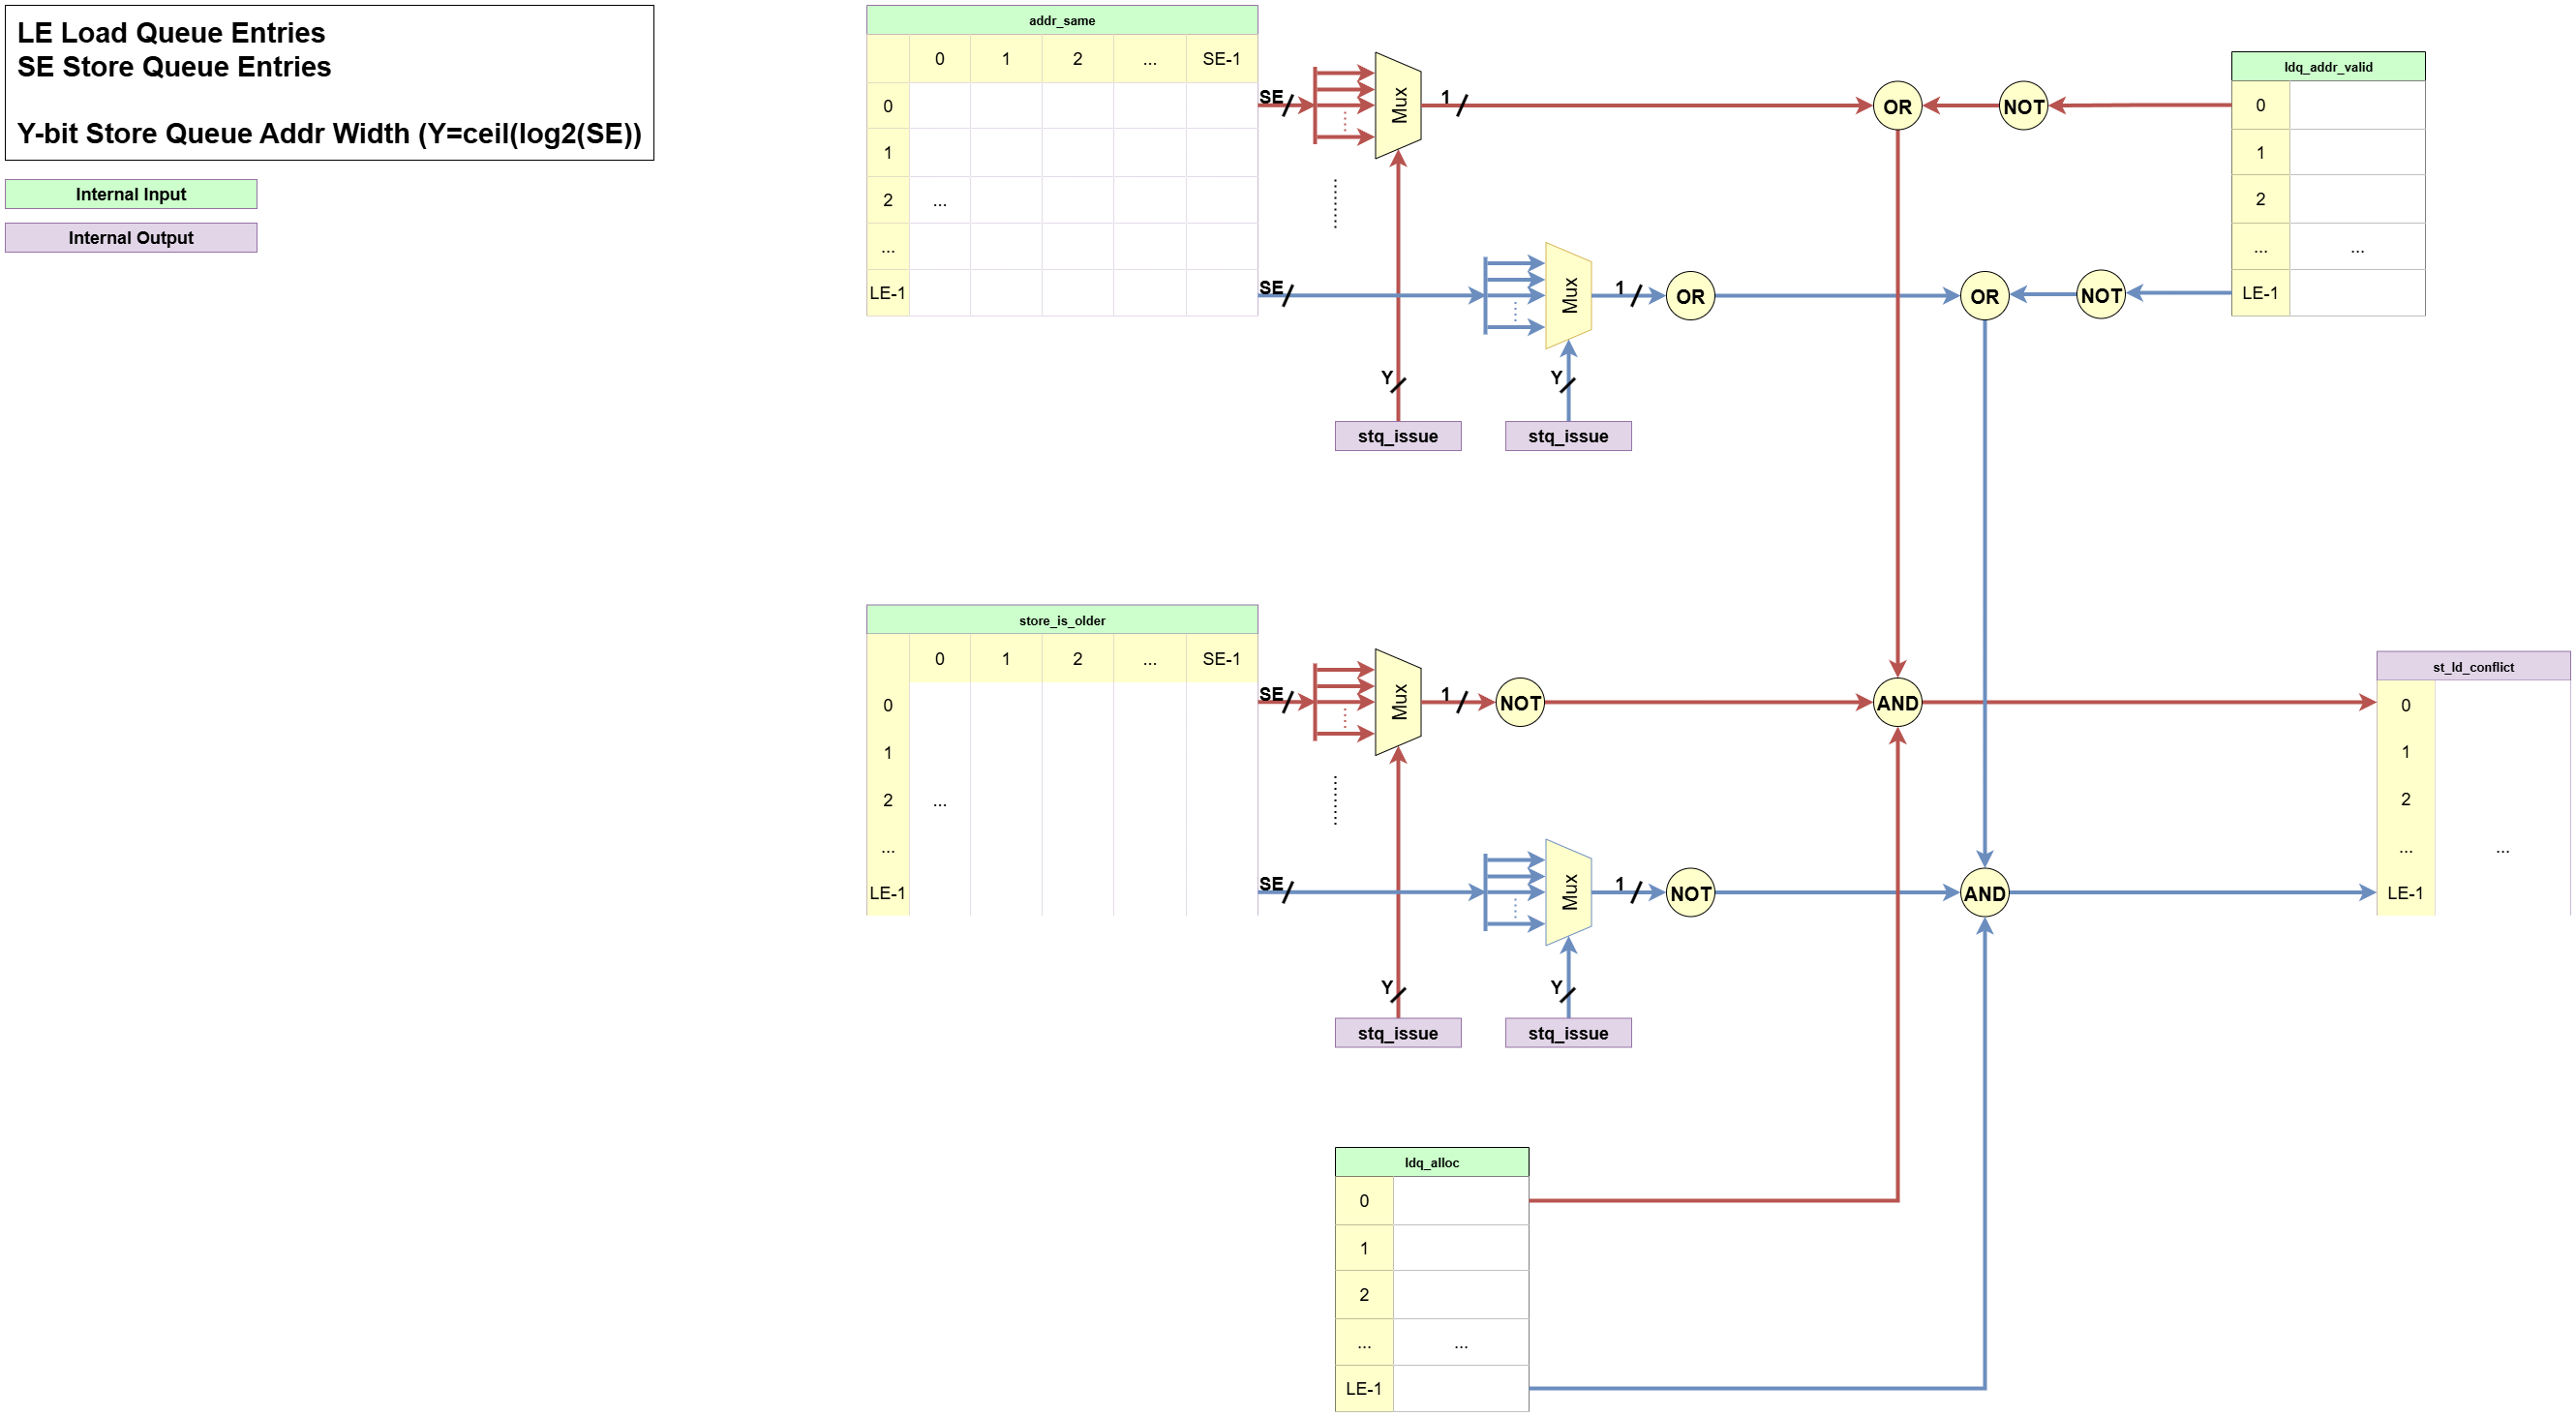 LE Load Queue Entries
SE Store Queue Entries
Y-bit Store Queue Addr Width (Y=ceil(log2(SE))
Internal Input
Internal Output
addr_same
0 1 2 ... SE-1
0
1
2 ...
...
LE-1
SE
Mux
1
OR
NOT
ldq_addr_valid
0
1
2
... ...
LE-1
SE
Mux
1
OR
OR
NOT
Y
Y
stq_issue
stq_issue
store_is_older
0 1 2 ... SE-1
0
1
2 ...
...
LE-1
SE
Mux
1
NOT
AND
st_ld_conflict
0
1
2
... ...
LE-1
SE
Mux
1
NOT
AND
Y
Y
stq_issue
stq_issue
ldq_alloc
0
1
2
... ...
LE-1